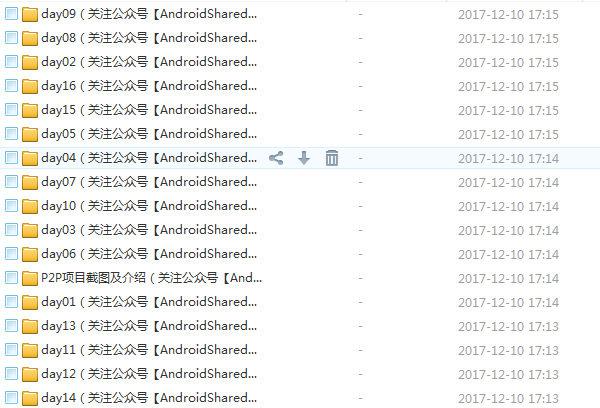 day09（关注公众号【AndroidShared... - 2017-12-10 17:15
day08（关注公众号【AndroidShared... - 2017-12-10 17:15
day02（关注公众号【AndroidShared... - 2017-12-10 17:15
day16（关注公众号【AndroidShared... - 2017-12-10 17:15
day15（关注公众号【AndroidShared... - 2017-12-10 17:15
day05（关注公众号【AndroidShared... - 2017-12-10 17:15
day04（关注公众号【AndroidShared... - 2017-12-10 17:14
day07（关注公众号【AndroidShared... - 2017-12-10 17:14
day10（关注公众号【AndroidShared... - 2017-12-10 17:14
day03（关注公众号【AndroidShared... - 2017-12-10 17:14
day06（关注公众号【AndroidShared... - 2017-12-10 17:14
P2P项目截图及介绍（关注公众号【And... - 2017-12-10 17:14
day01（关注公众号【AndroidShared... - 2017-12-10 17:14
day13（关注公众号【AndroidShared... - 2017-12-10 17:13
day11（关注公众号【AndroidShared... - 2017-12-10 17:13
day12（关注公众号【AndroidShared... - 2017-12-10 17:13
day14（关注公众号【AndroidShared... - 2017-12-10 17:13